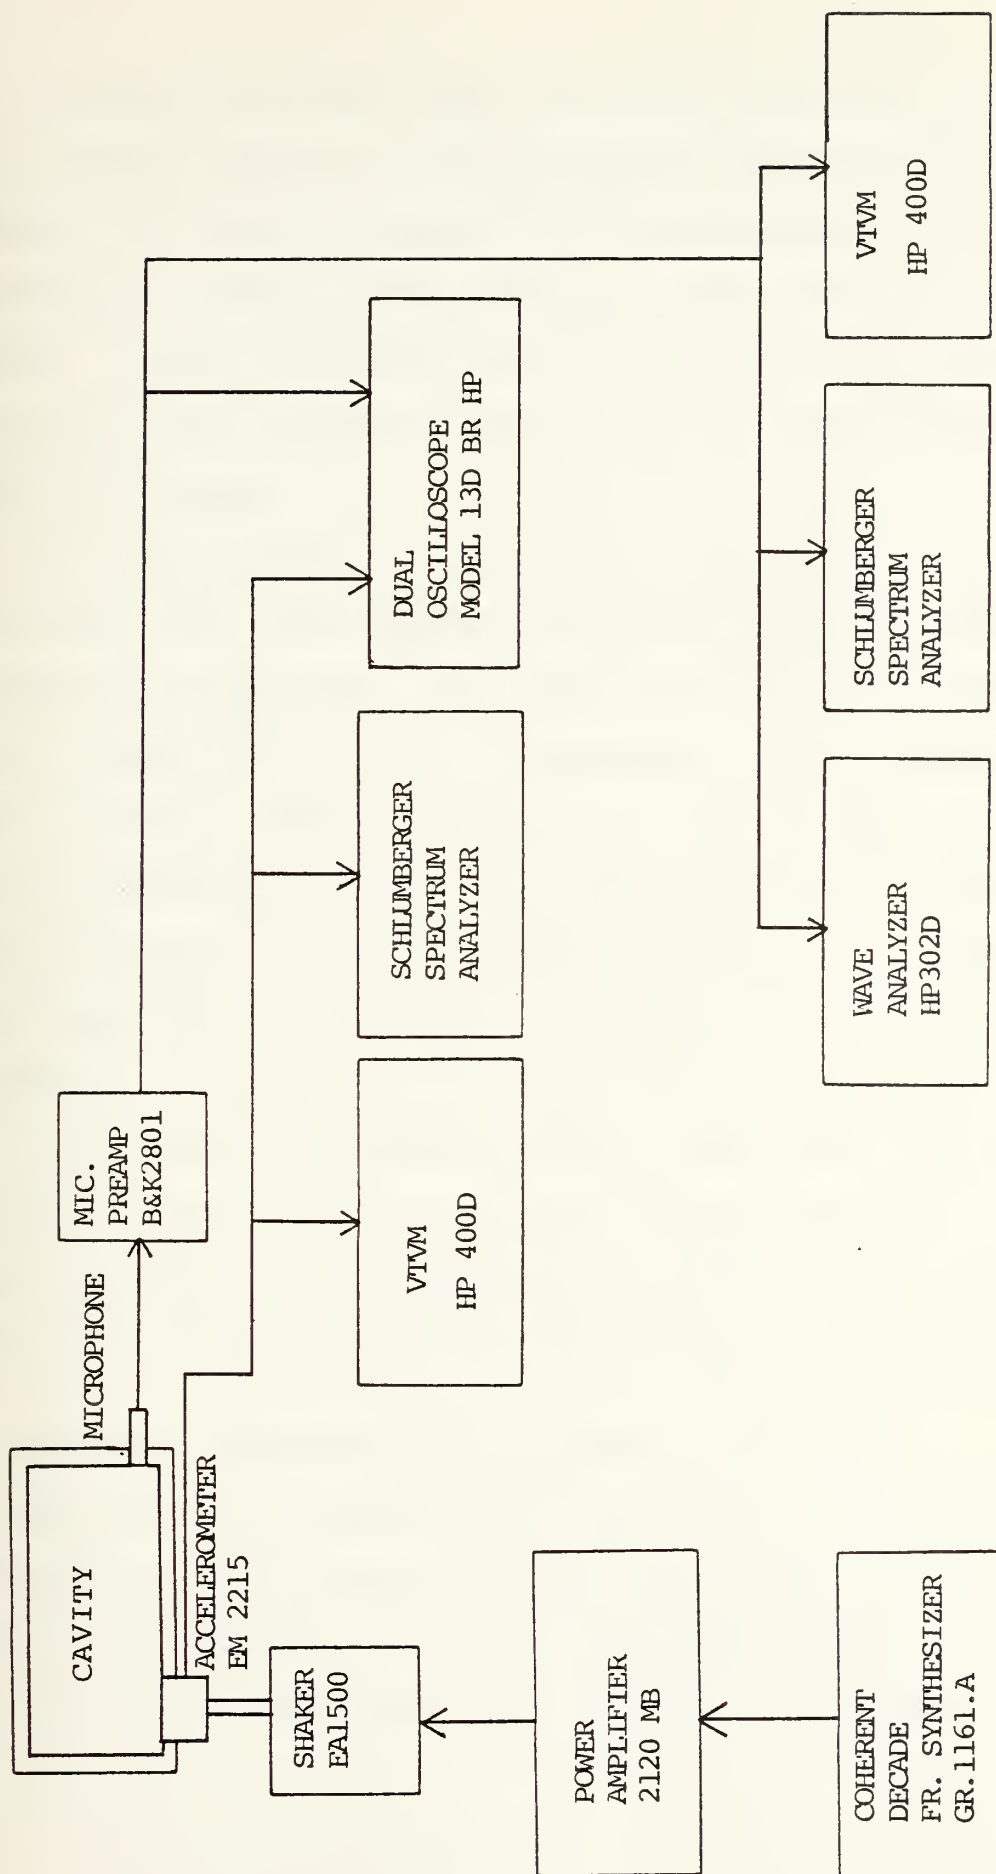 CAVITY
MICROPHONE
MIC.
PREAMP
B&K2801
ACCELEROMETER
EM 2215
SHAKER
EA1500
POWER
AMPLIFIER
2120 MB
COHERENT
DECADE
FR. SYNTHESIZER
GR.1161.A
VTVM
HP 400D
SCHLUMBERGER
SPECTRUM
ANALYZER
DUAL
OSCILLOSCOPE
MODEL 13D BR HP
WAVE
ANALYZER
HP302D
SCHLUMBERGER
SPECTRUM
ANALYZER
VTVM
HP 400D